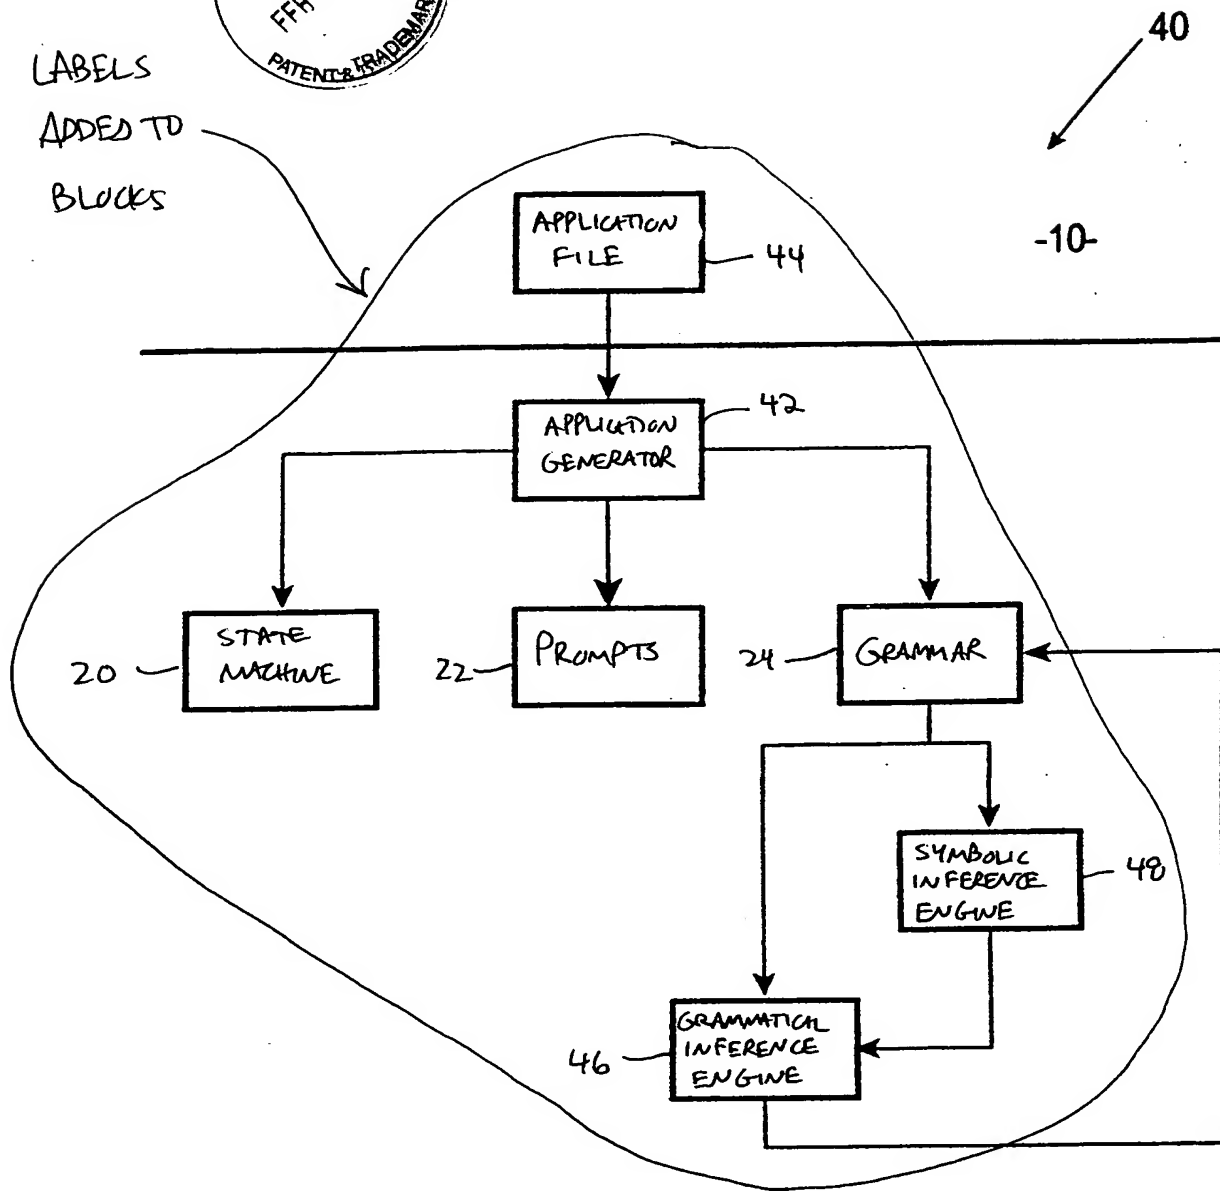 PATENT & TRADEMAR
LABELS
ADDED TO
BLOCKS
40
-10-
APPLICATION
FILE
44
APPLICATION
GENERATOR
42
STATE
MACHINE
20
PROMPTS
22
GRAMMAR
24
SYMBOLIC
INFERENCE
ENGINE
48
GRAMMATICAL
INFERENCE
ENGINE
46